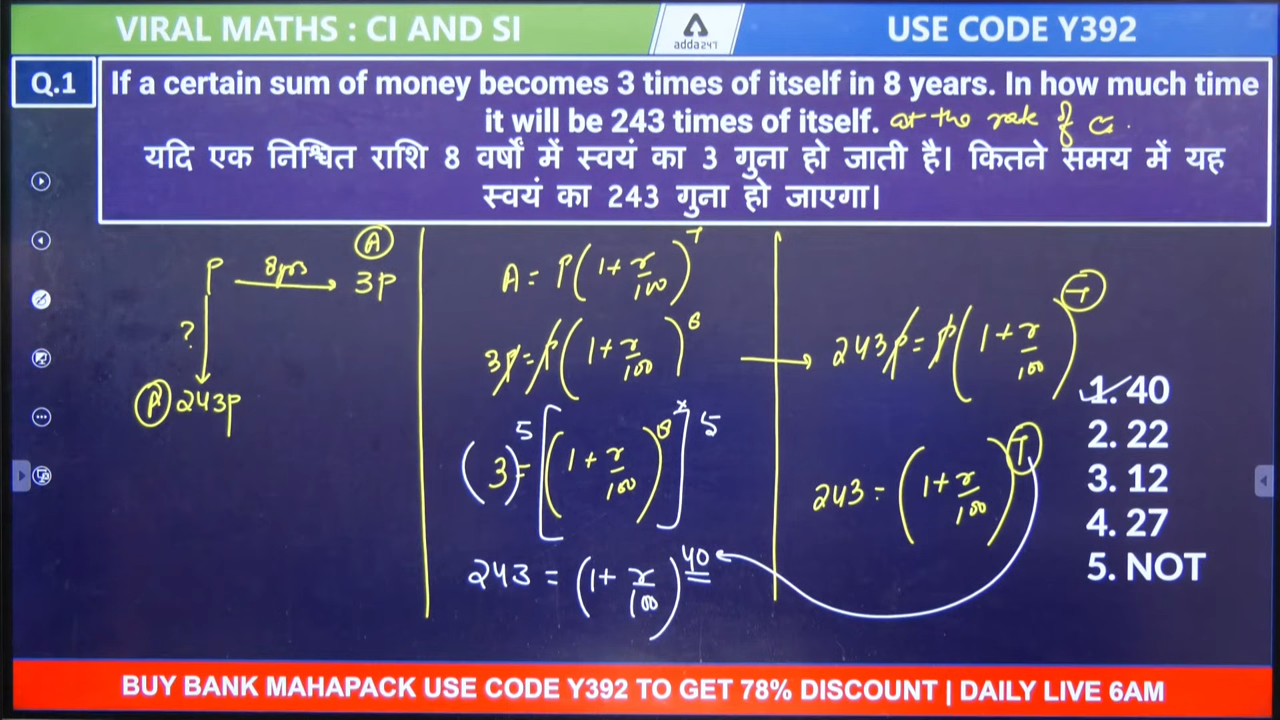 VIRAL MATHS : CI AND SI
adda247
USE CODE Y392
Q.1
If a certain sum of money becomes 3 times of itself in 8 years. In how much time
it will be 243 times of itself. at the rate of CI.
यदि एक निश्चित राशि 8 वर्षों में स्वयं का 3 गुना हो जाती है। कितने समय में यह
स्वयं का 243 गुना हो जाएगा।
P 8yrs → 3P (A)
?
(A) 243P
A = P(1 + r/100)^T
3P = P(1 + r/100)^8
(3)^5 = [(1 + r/100)^8]^5
× 
243 = (1 + r/100)^40
→ 243P = P(1 + r/100)^T
243 = (1 + r/100)^T
1. 40
2. 22
3. 12
4. 27
5. NOT
BUY BANK MAHAPACK USE CODE Y392 TO GET 78% DISCOUNT | DAILY LIVE 6AM